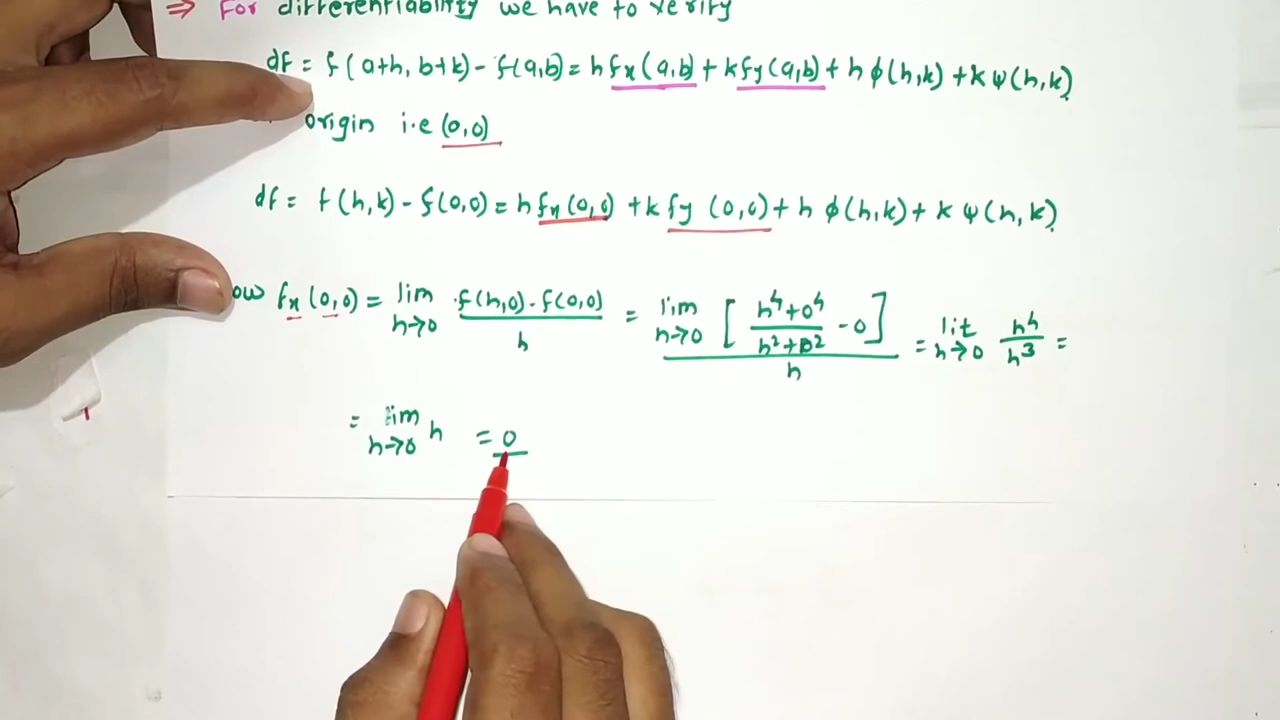 ⇒ For differentiability we have to verify
df = f(a+h, b+k) - f(a,b) = h fx(a,b) + k fy(a,b) + h ϕ(h,k) + k ψ(h,k).
origin i.e (0,0)
df = f(h,k) - f(0,0) = h fx(0,0) + k fy (0,0) + h ϕ(h,k) + k ψ(h,k).
ow fx(0,0) = lim h→0 f(h,0) - f(0,0) / h = lim h→0 [ h⁴+0⁴ / h²+0² - 0 ] / h = lit h→0 h⁴ / h³ =
= lim h→0 h = 0